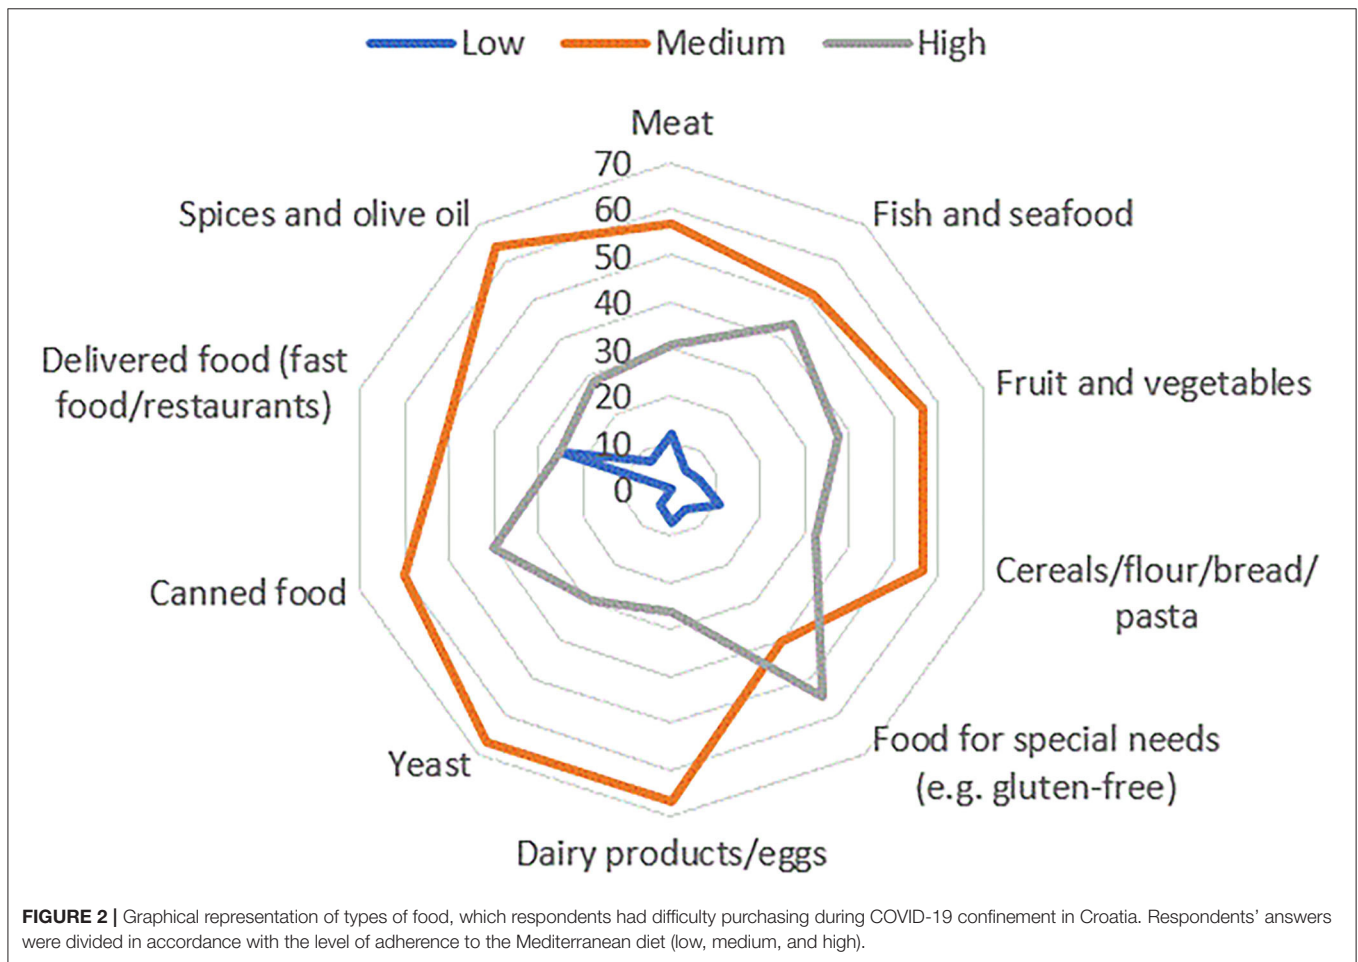 Low Medium High
Meat
70
60
50
40
30
20
10
0
Spices and olive oil
Fish and seafood
Delivered food (fast
food/restaurants)
Fruit and vegetables
Canned food
Cereals/flour/bread/
pasta
Yeast
Food for special needs
(e.g. gluten-free)
Dairy products/eggs
FIGURE 2 | Graphical representation of types of food, which respondents had difficulty purchasing during COVID-19 confinement in Croatia. Respondents’ answers
were divided in accordance with the level of adherence to the Mediterranean diet (low, medium, and high).